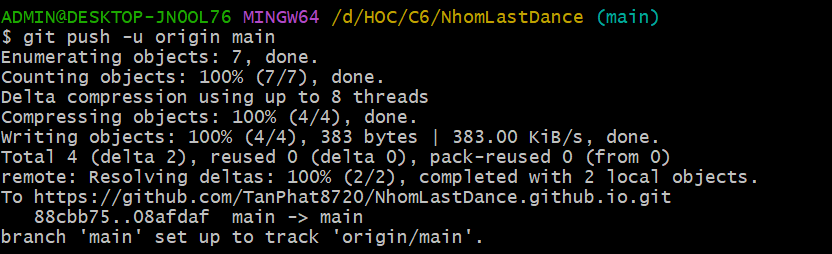 ADMIN@DESKTOP-JNOOL76 MINGW64 /d/HOC/C6/NhomLastDance (main)
$ git push -u origin main
Enumerating objects: 7, done.
Counting objects: 100% (7/7), done.
Delta compression using up to 8 threads
Compressing objects: 100% (4/4), done.
Writing objects: 100% (4/4), 383 bytes | 383.00 KiB/s, done.
Total 4 (delta 2), reused 0 (delta 0), pack-reused 0 (from 0)
remote: Resolving deltas: 100% (2/2), completed with 2 local objects.
To https://github.com/TanPhat8720/NhomLastDance.github.io.git
   88cbb75..08afdaf  main -> main
branch 'main' set up to track 'origin/main'.